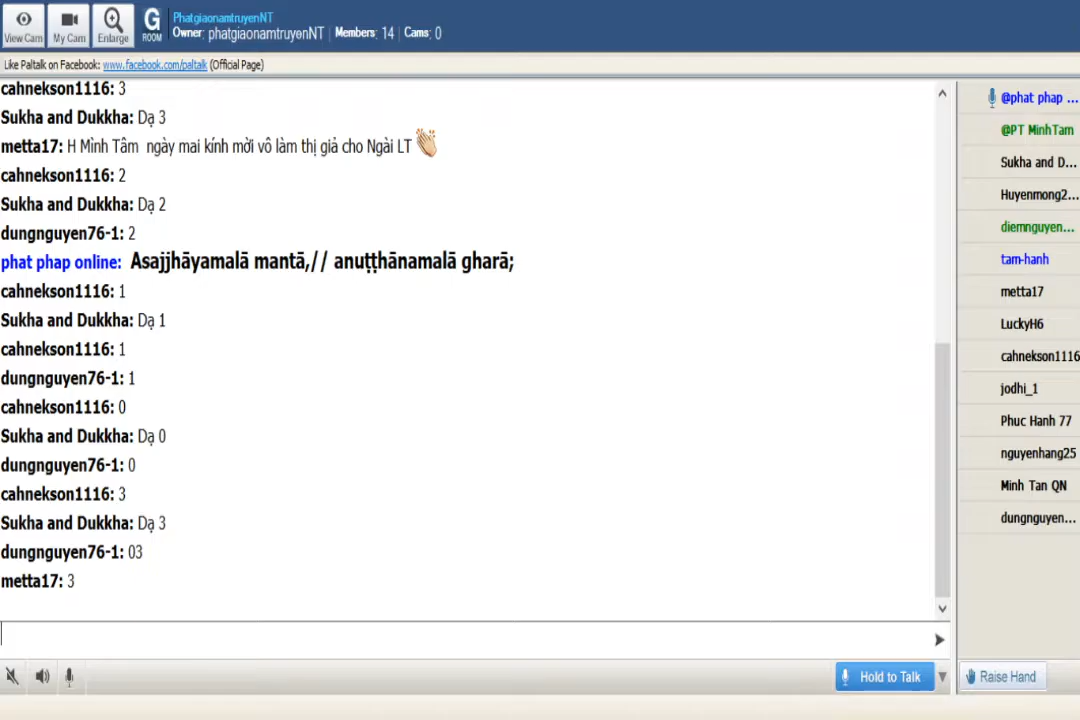 View Cam My Cam Enlarge G ROOM PhatgiaonamtruyenNT
Owner: phatgiaonamtruyenNT | Members: 14 | Cams: 0
Like Paltalk on Facebook: www.facebook.com/paltalk (Official Page)
cahnekson1116: 3
Sukha and Dukkha: Dạ 3
metta17: H Mình Tâm ngày mai kính mời vô làm thị giả cho Ngài LT
cahnekson1116: 2
Sukha and Dukkha: Dạ 2
dungnguyen76-1: 2
phat phap online: Asajjhāyamalā mantā,// anuṭṭhānamalā gharā;
cahnekson1116: 1
Sukha and Dukkha: Dạ 1
cahnekson1116: 1
dungnguyen76-1: 1
cahnekson1116: 0
Sukha and Dukkha: Dạ 0
dungnguyen76-1: 0
cahnekson1116: 3
Sukha and Dukkha: Dạ 3
dungnguyen76-1: 03
metta17: 3
@phat phap ...
@PT MinhTam
Sukha and D...
Huyenmong2...
diemnguyen...
tam-hanh
metta17
LuckyH6
cahnekson1116
jodhi_1
Phuc Hanh 77
nguyenhang25
Minh Tan QN
dungnguyen...
Hold to Talk
Raise Hand